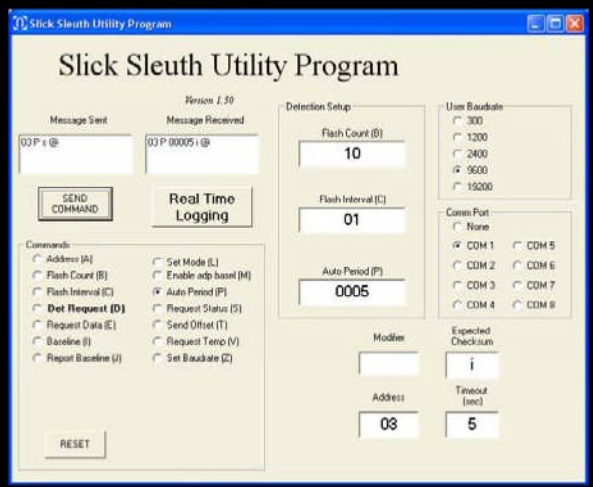 Slick Sleuth Utility Program
Slick Sleuth Utility Program
Version 1.50
Message Sent
Message Received
03 P s @
03 P 00005 i @
SEND COMMAND
Real Time Logging
Commands
Address (A)
Flash Count (B)
Flash Interval (C)
Det Request (D)
Request Data (E)
Baseline (I)
Report Baseline (J)
Set Mode (L)
Enable adp basel (M)
Auto Period (P)
Request Status (S)
Send Offset (T)
Request Temp (V)
Set Baudrate (Z)
RESET
Detection Setup
Flash Count (B)
10
Flash Interval (C)
01
Auto Period (P)
0005
User Baudrate
300
1200
2400
9600
19200
Comm Port
None
COM 1
COM 5
COM 2
COM 6
COM 3
COM 7
COM 4
COM 8
Modifier
Expected Checksum
i
Address
03
Timeout (sec)
5